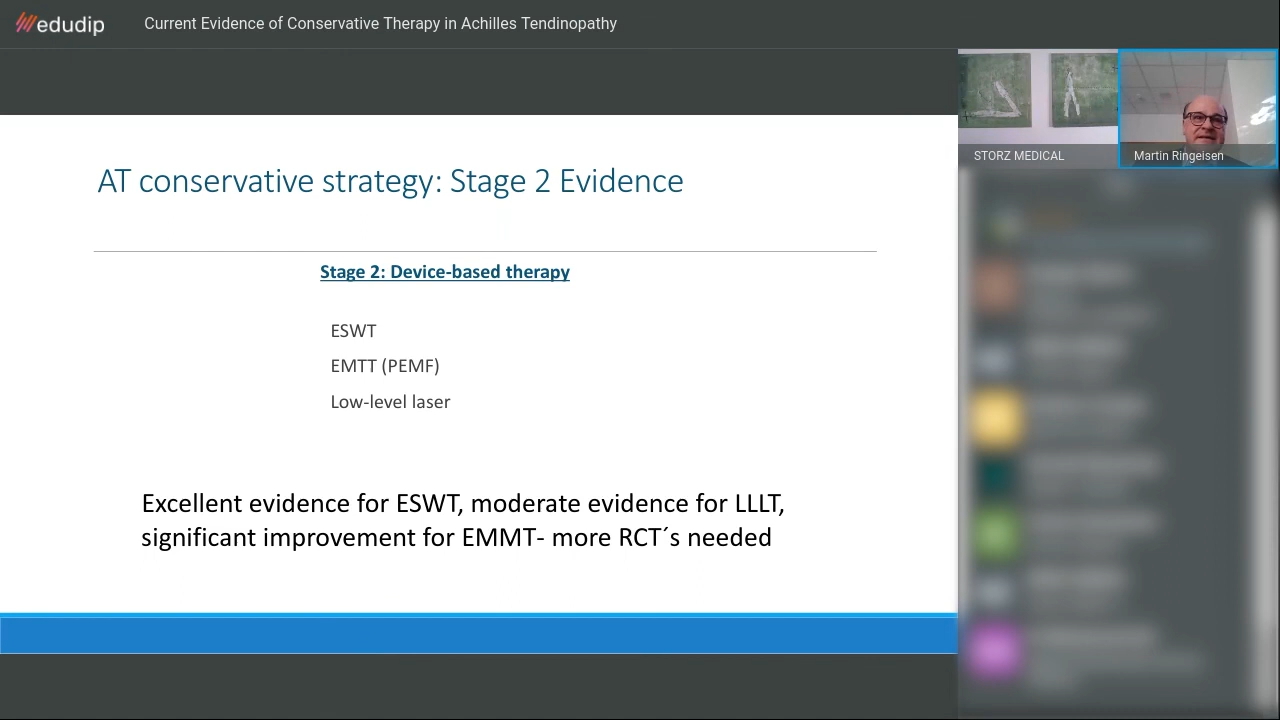 edudip
Current Evidence of Conservative Therapy in Achilles Tendinopathy
STORZ MEDICAL
Martin Ringeisen
AT conservative strategy: Stage 2 Evidence
Stage 2: Device-based therapy
ESWT
EMTT (PEMF)
Low-level laser
Excellent evidence for ESWT, moderate evidence for LLLT,
significant improvement for EMMT- more RCT´s needed